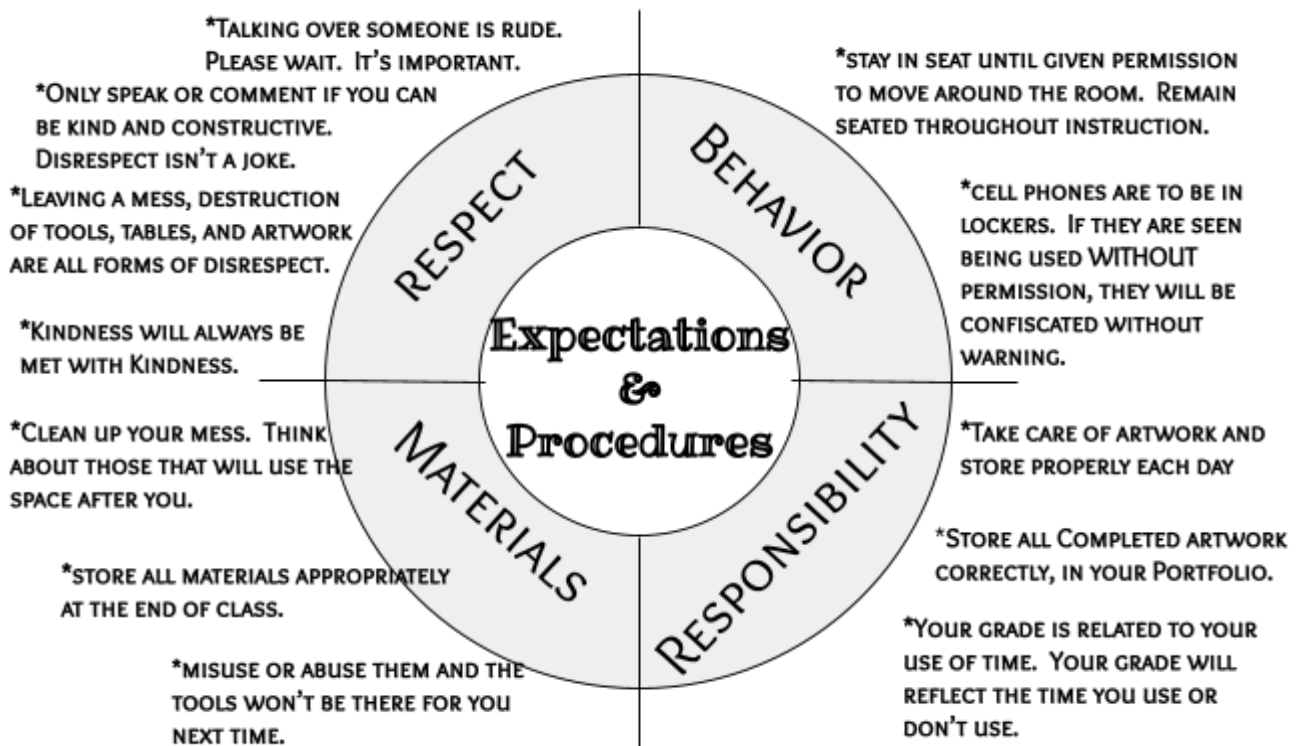 *Talking over someone is rude.
Please wait. It's important.
*Only speak or comment if you can
be kind and constructive.
Disrespect isn't a joke.
*Leaving a mess, destruction
of tools, tables, and artwork
are all forms of disrespect.
*Kindness will always be
met with Kindness.
RESPECT
*stay in seat until given permission
to move around the room. Remain
seated throughout instruction.
*cell phones are to be in
lockers. If they are seen
being used WITHOUT
permission, they will be
confiscated without
warning.
Behavior
Expectations
&
Procedures
*Clean up your mess. Think
about those that will use the
space after you.
*store all materials appropriately
at the end of class.
*misuse or abuse them and the
tools won't be there for you
next time.
Materials
*Take care of artwork and
store properly each day
*Store all Completed artwork
correctly, in your Portfolio.
*Your grade is related to your
use of time. Your grade will
reflect the time you use or
don't use.
Responsibility